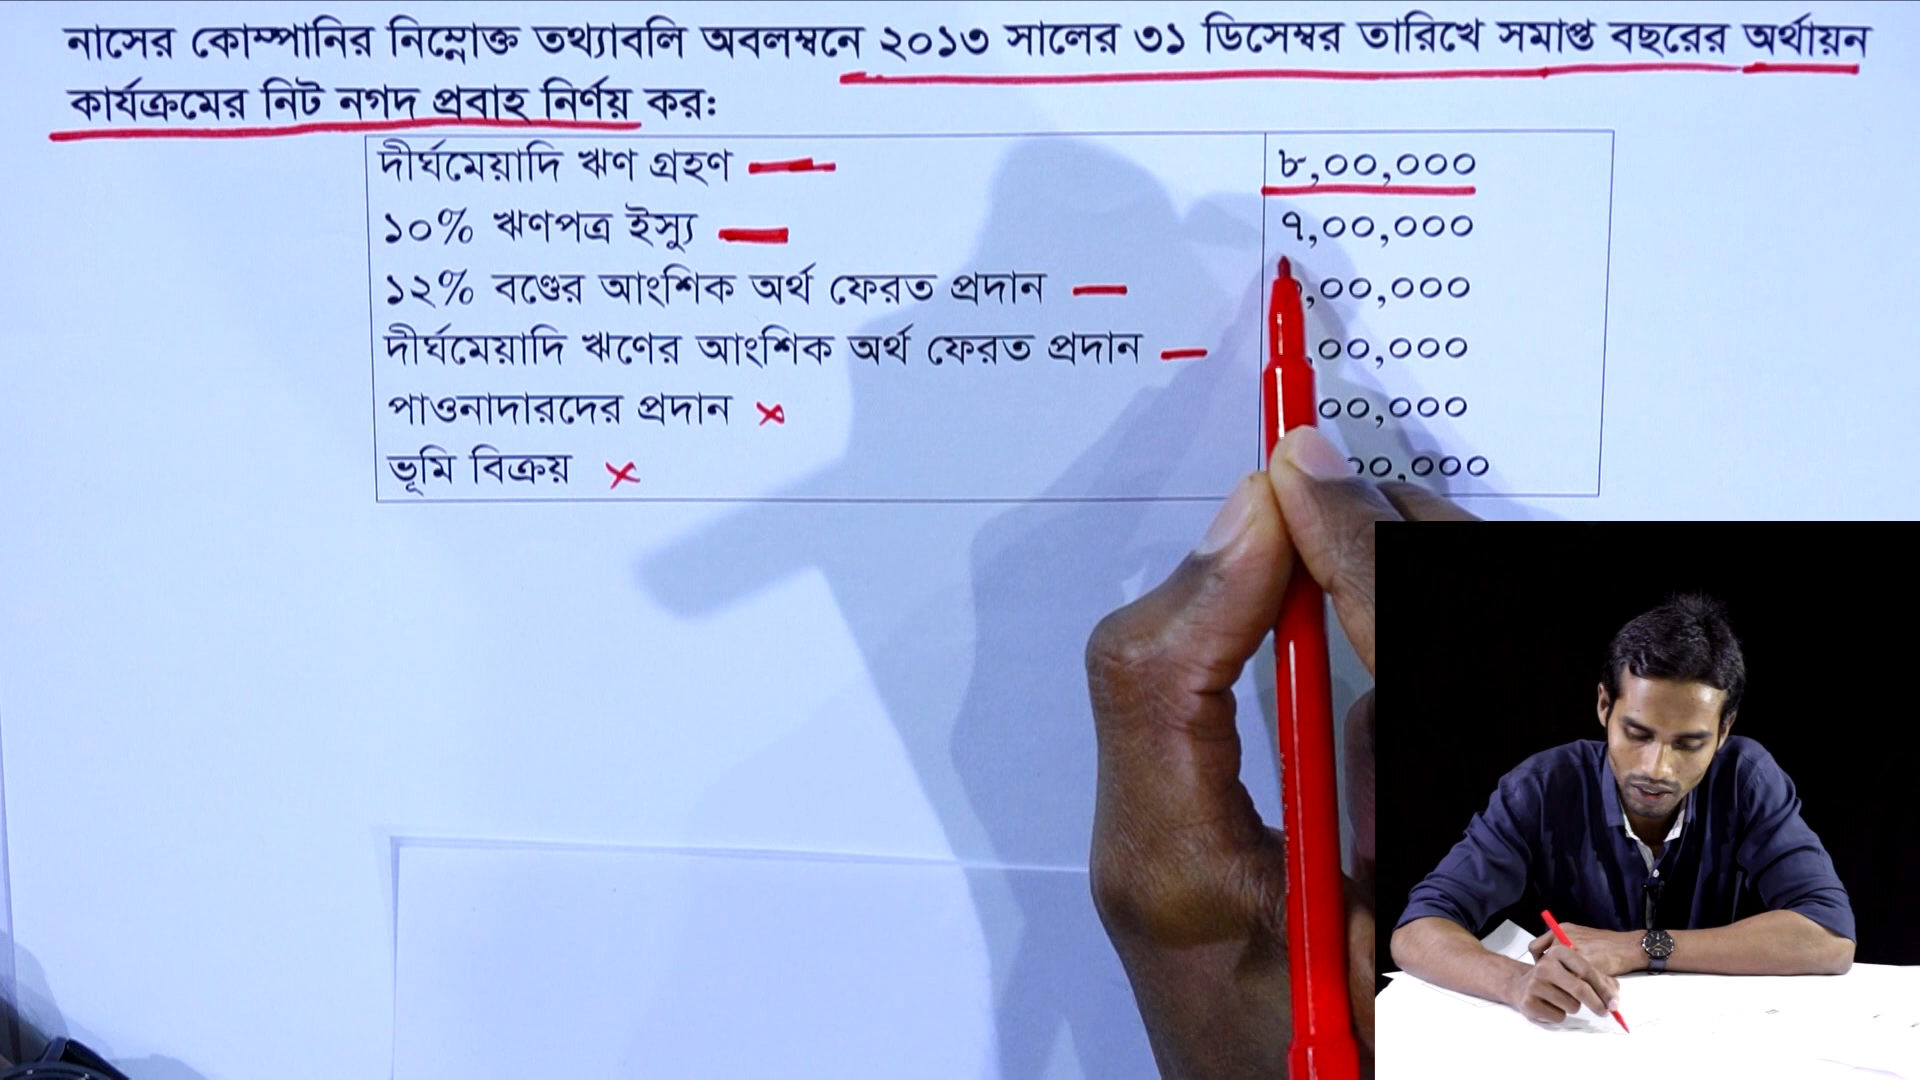 নাসের কোম্পানির নিম্নোক্ত তথ্যাবলি অবলম্বনে ২০১৩ সালের ৩১ ডিসেম্বর তারিখে সমাপ্ত বছরের অর্থায়ন
কার্যক্রমের নিট নগদ প্রবাহ নির্ণয় কর:
দীর্ঘমেয়াদি ঋণ গ্রহণ ৮,০০,০০০
১০% ঋণপত্র ইস্যু ৭,০০,০০০
১২% বণ্ডের আংশিক অর্থ ফেরত প্রদান
দীর্ঘমেয়াদি ঋণের আংশিক অর্থ ফেরত প্রদান
পাওনাদারদের প্রদান
ভূমি বিক্রয়